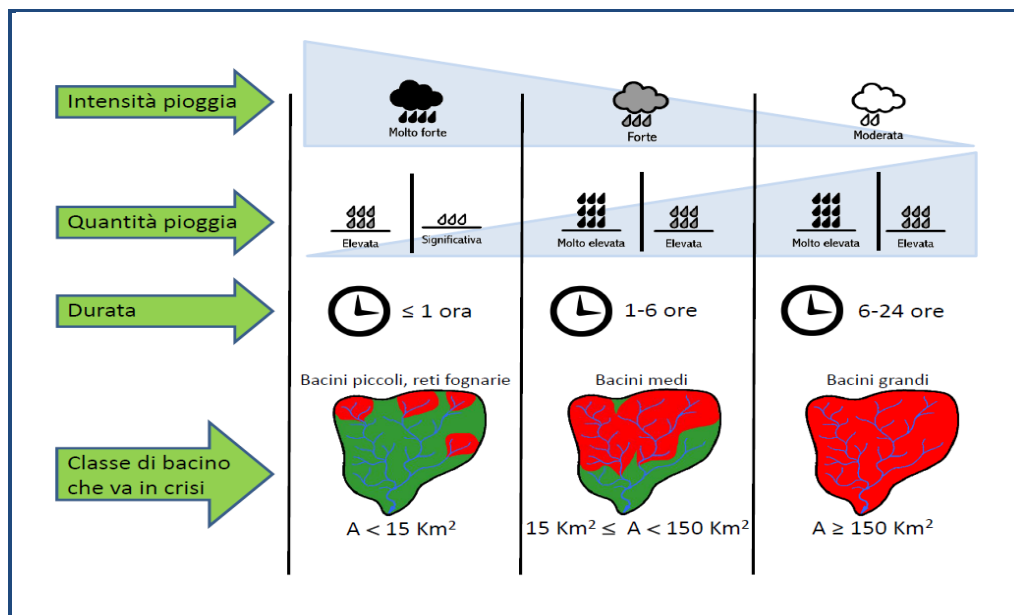 Intensità pioggia
Molto forte
Forte
Moderata
Quantità pioggia
Elevata
Significativa
Molto elevata
Elevata
Molto elevata
Elevata
Durata
≤ 1 ora
1-6 ore
6-24 ore
Classe di bacino
che va in crisi
Bacini piccoli, reti fognarie
Bacini medi
Bacini grandi
A < 15 Km²
15 Km² ≤ A < 150 Km²
A ≥ 150 Km²